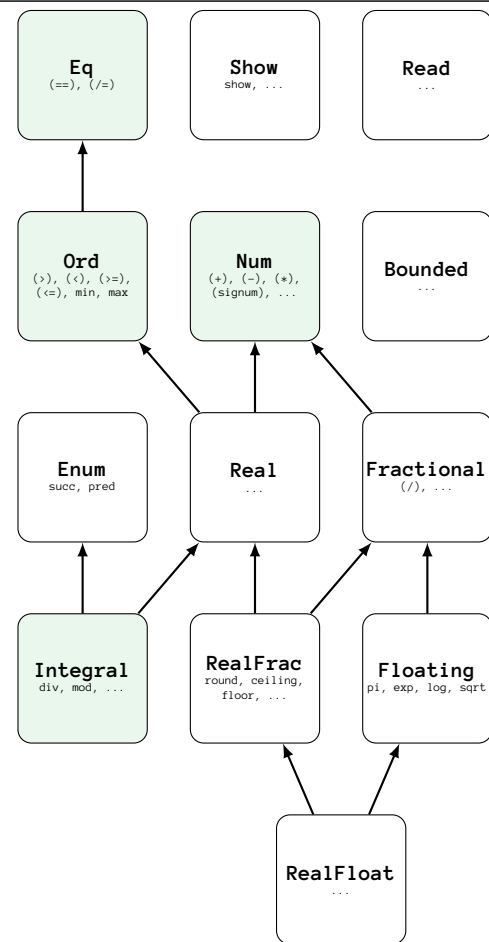 Eq
(==), (/=)
Show
show, ...
Read
...
Ord
(>), (<), (>=),
(<=), min, max
Num
(+), (-), (*),
(signum), ...
Bounded
...
Enum
succ, pred
Real
...
Fractional
(/), ...
Integral
div, mod, ...
RealFrac
round, ceiling,
floor, ...
Floating
pi, exp, log, sqrt
RealFloat
...